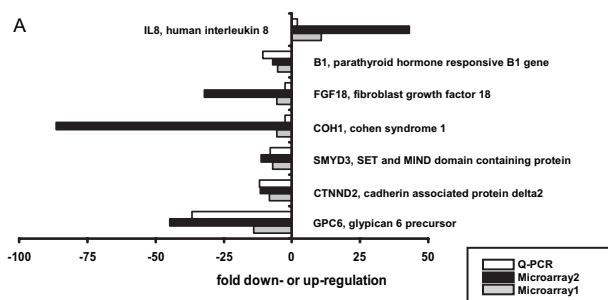 A
IL8, human interleukin 8
B1, parathyroid hormone responsive B1 gene
FGF18, fibroblast growth factor 18
COH1, cohen syndrome 1
SMYD3, SET and MIND domain containing protein
CTNND2, cadherin associated protein delta2
GPC6, glypican 6 precursor
-100 -75 -50 -25 0 25 50
fold down- or up-regulation
Q-PCR
Microarray2
Microarray1